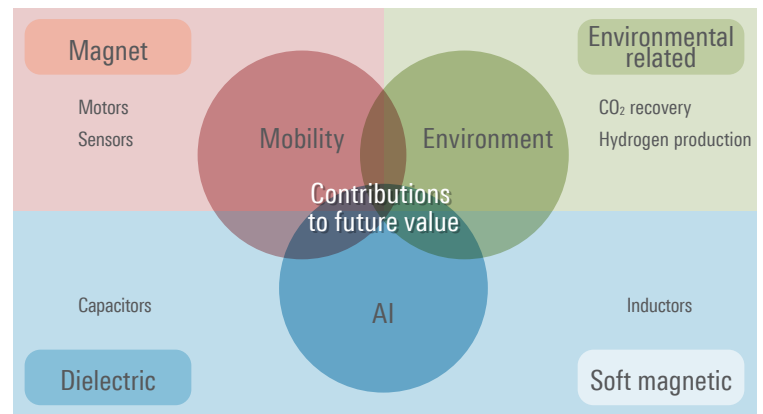 Magnet
Environmental
related
Motors
Sensors
CO₂ recovery
Hydrogen production
Mobility
Environment
Contributions
to future value
AI
Capacitors
Inductors
Dielectric
Soft magnetic